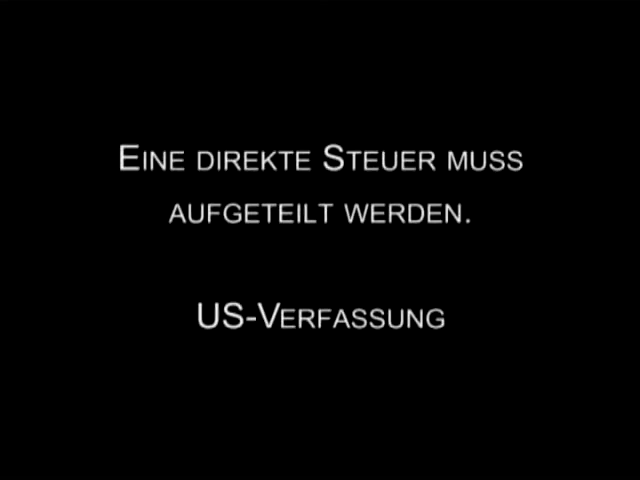 Eine direkte Steuer muss
aufgeteilt werden.
US-Verfassung